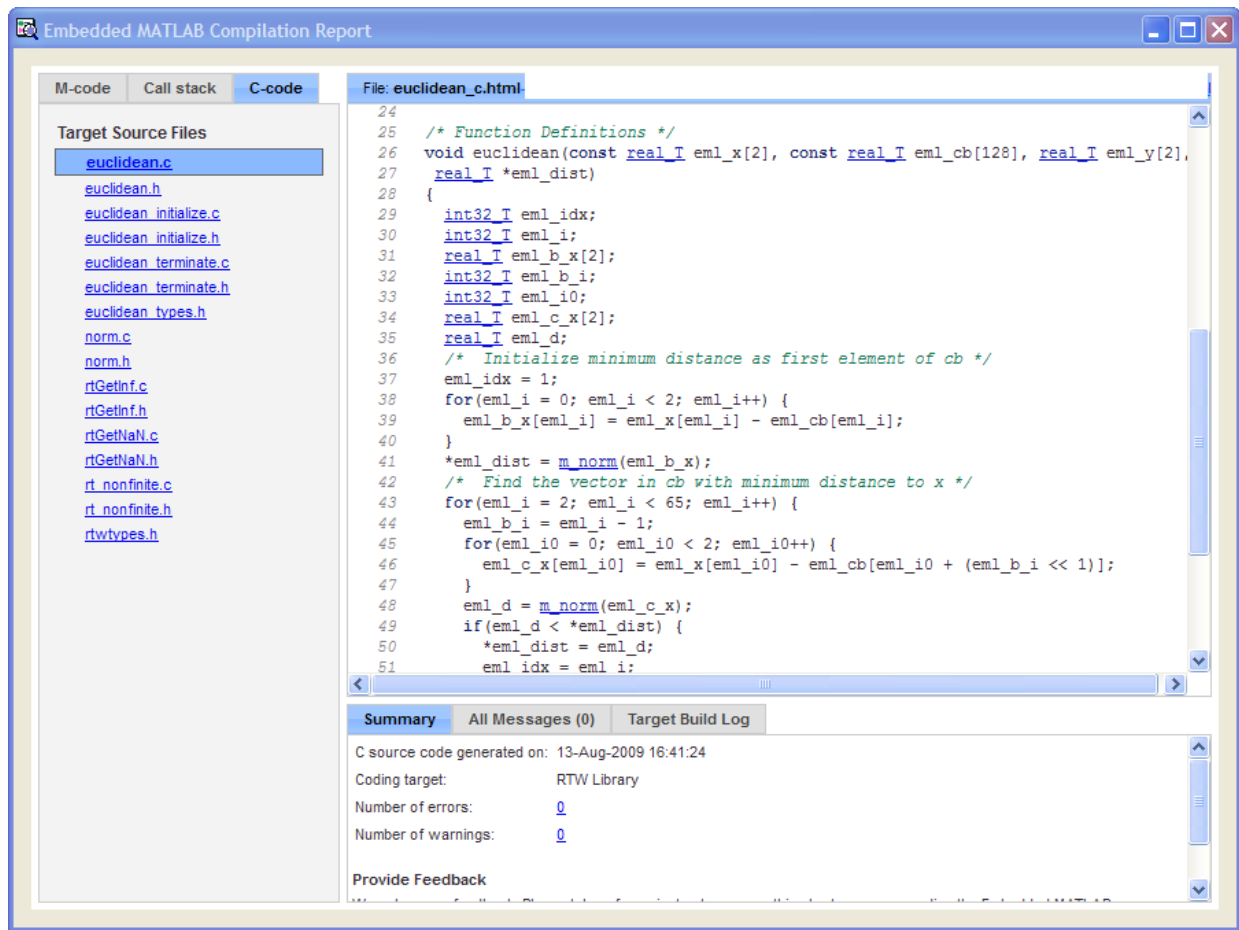 Embedded MATLAB Compilation Report
M-code Call stack C-code
Target Source Files
euclidean.c
euclidean.h
euclidean_initialize.c
euclidean_initialize.h
euclidean_terminate.c
euclidean_terminate.h
euclidean_types.h
norm.c
norm.h
rtGetInf.c
rtGetInf.h
rtGetNaN.c
rtGetNaN.h
rt_nonfinite.c
rt_nonfinite.h
rtwtypes.h
File: euclidean_c.html
24
25 /* Function Definitions */
26 void euclidean(const real_T eml_x[2], const real_T eml_cb[128], real_T eml_y[2],
27 real_T *eml_dist)
28 {
29 int32_T eml_idx;
30 int32_T eml_i;
31 real_T eml_b_x[2];
32 int32_T eml_b_i;
33 int32_T eml_i0;
34 real_T eml_c_x[2];
35 real_T eml_d;
36 /* Initialize minimum distance as first element of cb */
37 eml_idx = 1;
38 for(eml_i = 0; eml_i < 2; eml_i++) {
39 eml_b_x[eml_i] = eml_x[eml_i] - eml_cb[eml_i];
40 }
41 *eml_dist = m_norm(eml_b_x);
42 /* Find the vector in cb with minimum distance to x */
43 for(eml_i = 2; eml_i < 65; eml_i++) {
44 eml_b_i = eml_i - 1;
45 for(eml_i0 = 0; eml_i0 < 2; eml_i0++) {
46 eml_c_x[eml_i0] = eml_x[eml_i0] - eml_cb[eml_i0 + (eml_b_i << 1)];
47 }
48 eml_d = m_norm(eml_c_x);
49 if(eml_d < *eml_dist) {
50 *eml_dist = eml_d;
51 eml_idx = eml_i;
Summary All Messages (0) Target Build Log
C source code generated on: 13-Aug-2009 16:41:24
Coding target: RTW Library
Number of errors: 0
Number of warnings: 0
Provide Feedback